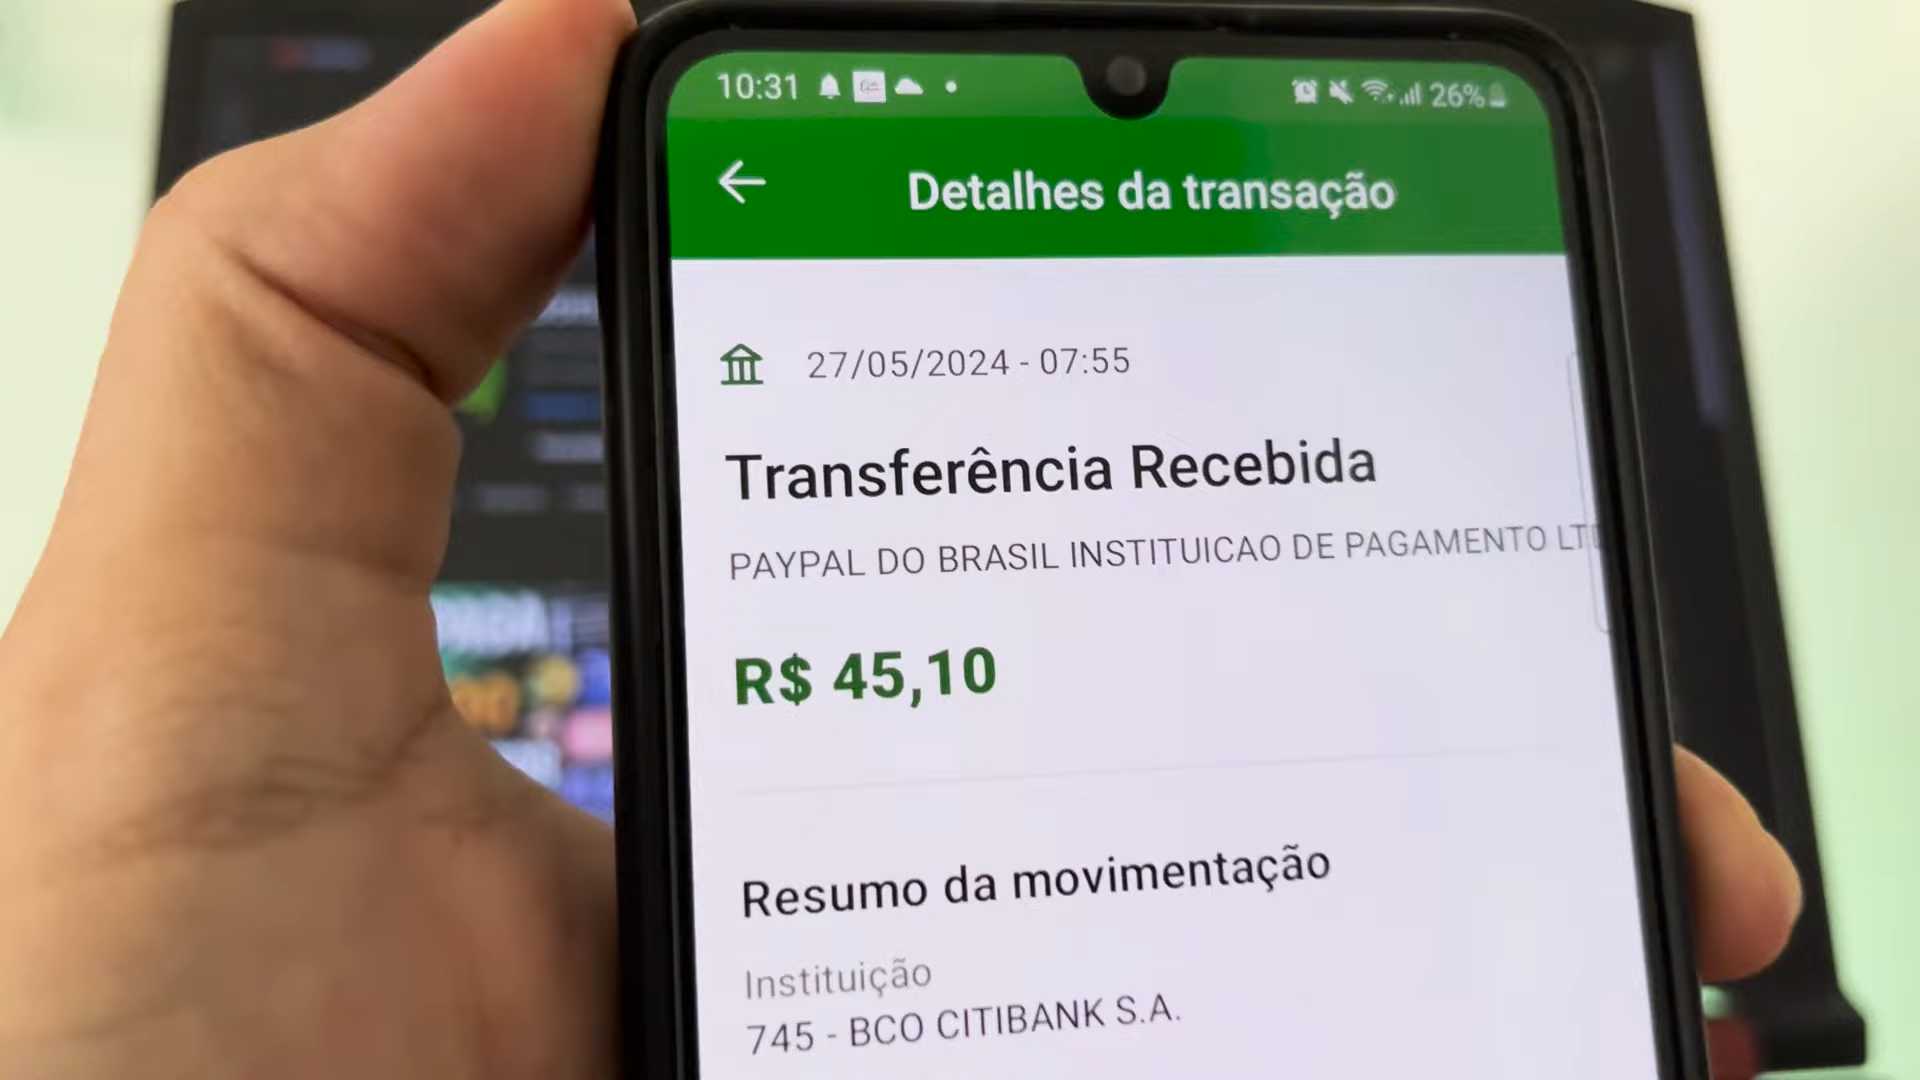 10:31 26%
Detalhes da transação
27/05/2024 - 07:55
Transferência Recebida
PAYPAL DO BRASIL INSTITUICAO DE PAGAMENTO LT
R$ 45,10
Resumo da movimentação
Instituição
745 - BCO CITIBANK S.A.